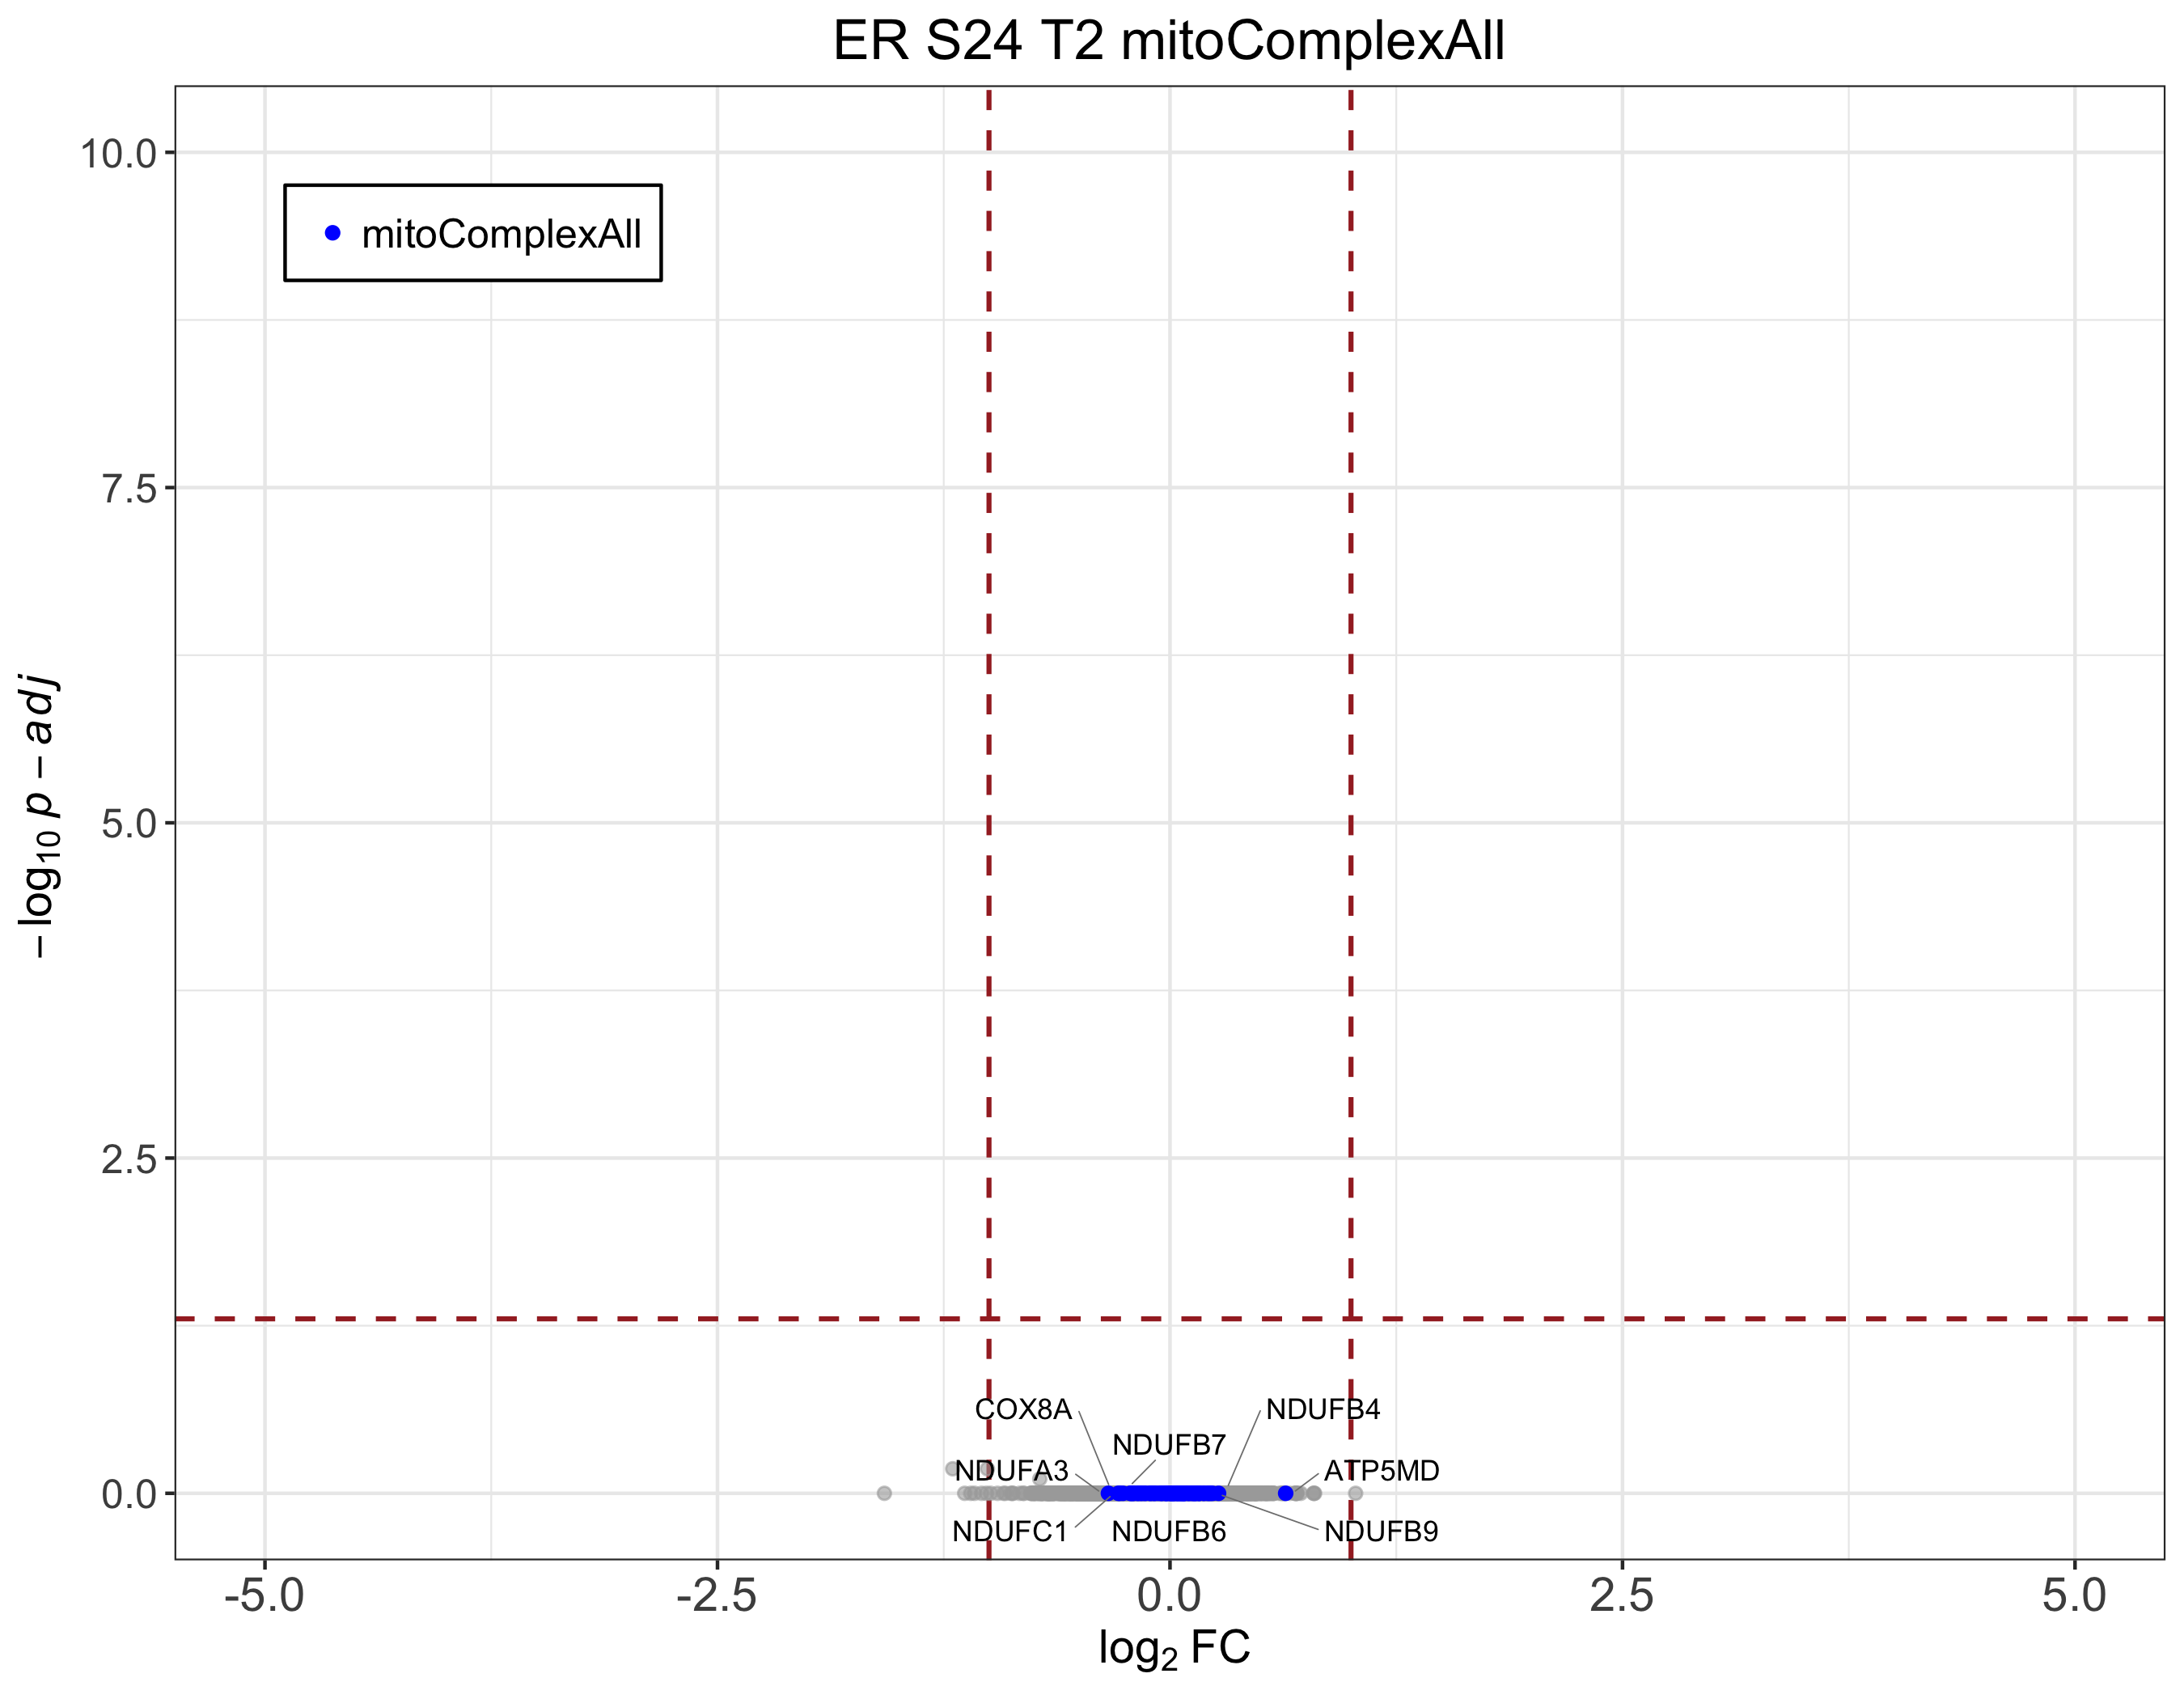 ER S24 T2 mitoComplexAll
10.0
mitoComplexAll
7.5
5.0
2.5
0.0
−log10 p − adj
COX8A
NDUFB4
NDUFB7
NDUFA3
ATP5MD
NDUFC1
NDUFB6
NDUFB9
-5.0
-2.5
0.0
2.5
5.0
log2 FC